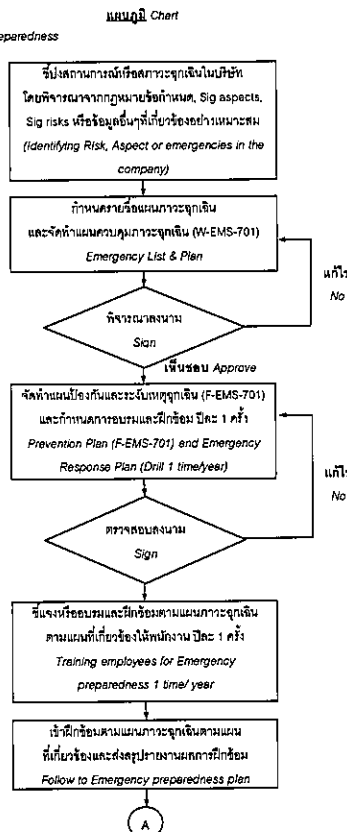 แผนภูมิ Chart
eparedness
ชี้บ่งสถานการณ์หรือสภาวะฉุกเฉินในบริษัท
โดยพิจารณาจากกฎหมายข้อกำหนด, Sig aspects,
Sig risks หรือข้อมูลอื่นๆที่เกี่ยวข้องอย่างเหมาะสม
(Identifying Risk, Aspect or emergencies in the
company)
กำหนดรายชื่อแผนภาวะฉุกเฉิน
และจัดทำแผนควบคุมภาวะฉุกเฉิน (W-EMS-701)
Emergency List & Plan
แก้ไข
No
พิจารณาลงนาม
Sign
เห็นชอบ Approve
จัดทำแผนป้องกันและระงับเหตุฉุกเฉิน (F-EMS-701)
และกำหนดการอบรมและฝึกซ้อม ปีละ 1 ครั้ง
Prevention Plan (F-EMS-701) and Emergency
Response Plan (Drill 1 time/year)
แก้ไข
No
ตรวจสอบลงนาม
Sign
ชี้แจงหรืออบรมและฝึกซ้อมตามแผนภาวะฉุกเฉิน
ตามแผนที่เกี่ยวข้องให้พนักงาน ปีละ 1 ครั้ง
Training employees for Emergency
preparedness 1 time/ year
เข้าฝึกซ้อมตามแผนภาวะฉุกเฉินตามแผน
ที่เกี่ยวข้องและส่งสรุปรายงานผลการฝึกซ้อม
Follow to Emergency preparedness plan
A